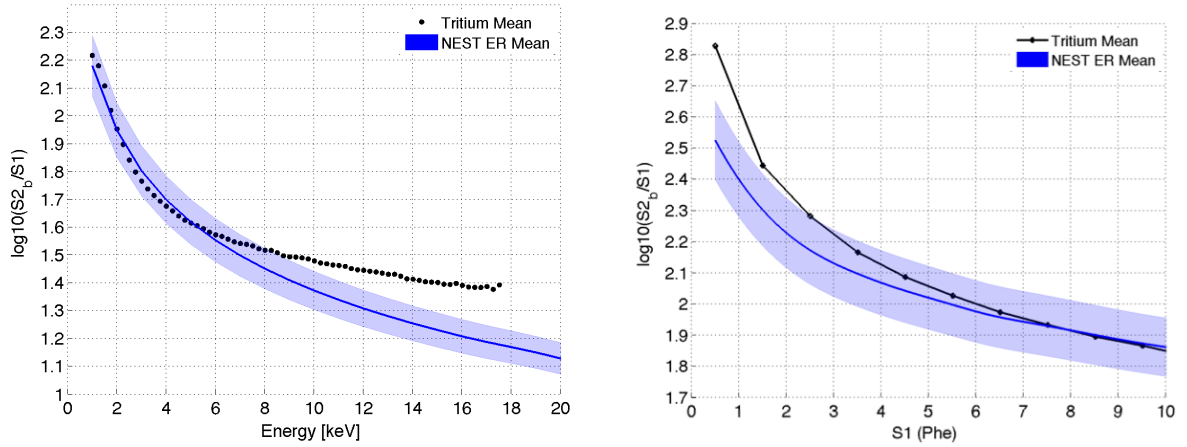 2.3
2.2
2.1
2
1.9
1.8
1.7
1.6
1.5
1.4
1.3
1.2
1.1
1
log10(S2b/S1)
Tritium Mean
NEST ER Mean
0 2 4 6 8 10 12 14 16 18 20
Energy [keV]
2.9
2.8
2.7
2.6
2.5
2.4
2.3
2.2
2.1
2
1.9
1.8
1.7
log10(S2b/S1)
Tritium Mean
NEST ER Mean
0 1 2 3 4 5 6 7 8 9 10
S1 (Phe)